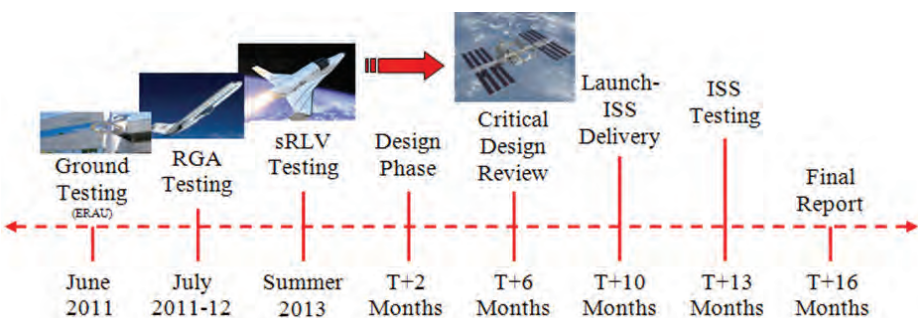 Ground
Testing
(ERAU)
RGA
Testing
sRLV
Testing
Design
Phase
Critical
Design
Review
Launch-
ISS
Delivery
ISS
Testing
Final
Report
June
2011
July
2011-12
Summer
2013
T+2
Months
T+6
Months
T+10
Months
T+13
Months
T+16
Months